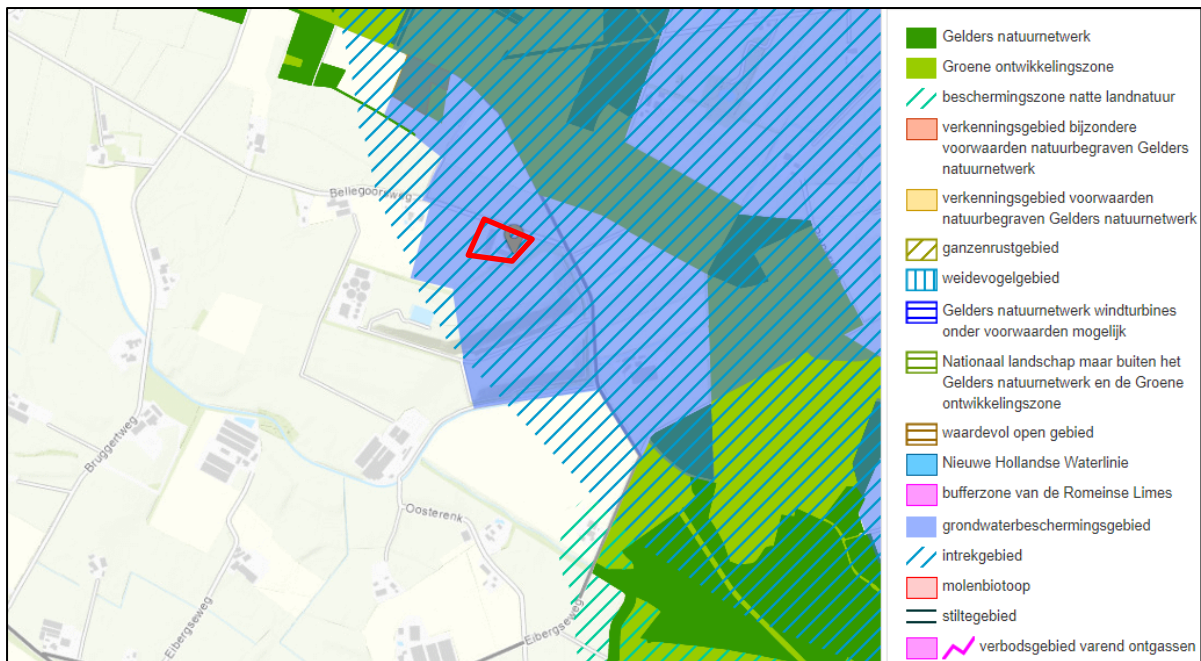 Bellegoorsweg
Bruggertweg
Oosterenk
Eibergseweg
Eibergseweg
Gelders natuurnetwerk
Groene ontwikkelingszone
beschermingszone natte landnatuur
verkenningsgebied bijzondere
voorwaarden natuurbegraven Gelders
natuurnetwerk
verkenningsgebied voorwaarden
natuurbegraven Gelders natuurnetwerk
ganzenrustgebied
weidevogelgebied
Gelders natuurnetwerk windturbines
onder voorwaarden mogelijk
Nationaal landschap maar buiten het
Gelders natuurnetwerk en de Groene
ontwikkelingszone
waardevol open gebied
Nieuwe Hollandse Waterlinie
bufferzone van de Romeinse Limes
grondwaterbeschermingsgebied
intrekgebied
molenbiotoop
stiltegebied
verbodsgebied varend ontgassen